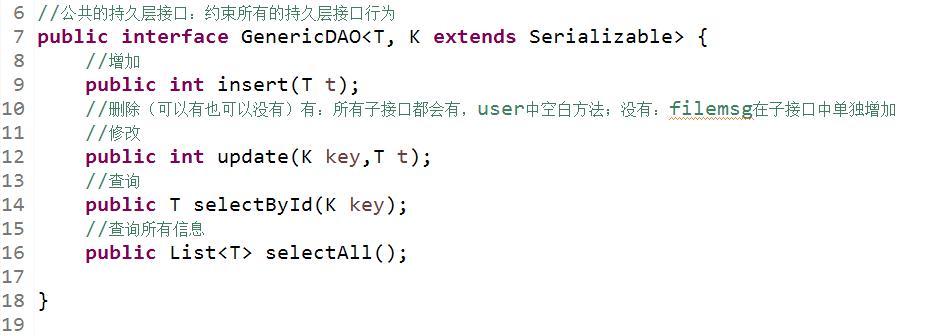 6 //公共的持久层接口：约束所有的持久层接口行为
7 public interface GenericDAO<T, K extends Serializable> {
8     //增加
9     public int insert(T t);
10     //删除（可以有也可以没有）有：所有子接口都会有，user中空白方法；没有：filemsg在子接口中单独增加
11     //修改
12     public int update(K key,T t);
13     //查询
14     public T selectById(K key);
15     //查询所有信息
16     public List<T> selectAll();
17
18 }
19